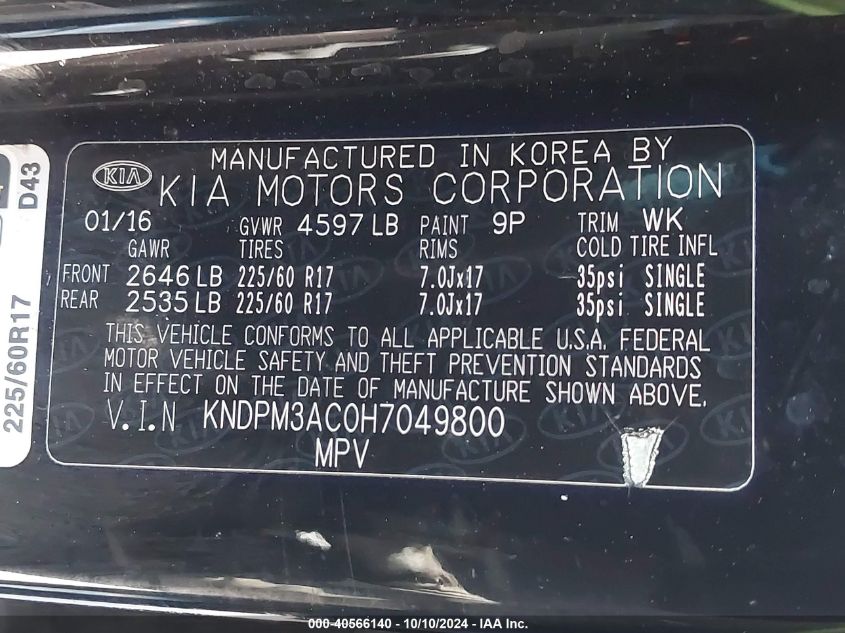 MANUFACTURED IN KOREA BY
KIA KIA MOTORS CORPORATION
01/16 GVWR 4597 LB PAINT 9P TRIM WK
GAWR TIRES RIMS COLD TIRE INFL
FRONT 2646 LB 225/60 R17 7.0Jx17 35psi SINGLE
REAR 2535 LB 225/60 R17 7.0Jx17 35psi SINGLE
THIS VEHICLE CONFORMS TO ALL APPLICABLE U.S.A. FEDERAL
MOTOR VEHICLE SAFETY AND THEFT PREVENTION STANDARDS
IN EFFECT ON THE DATE OF MANUFACTURE SHOWN ABOVE.
V.I.N KNDPM3AC0H7049800
MPV
225/60R17 D43
000-40566140 - 10/10/2024 - IAA Inc.